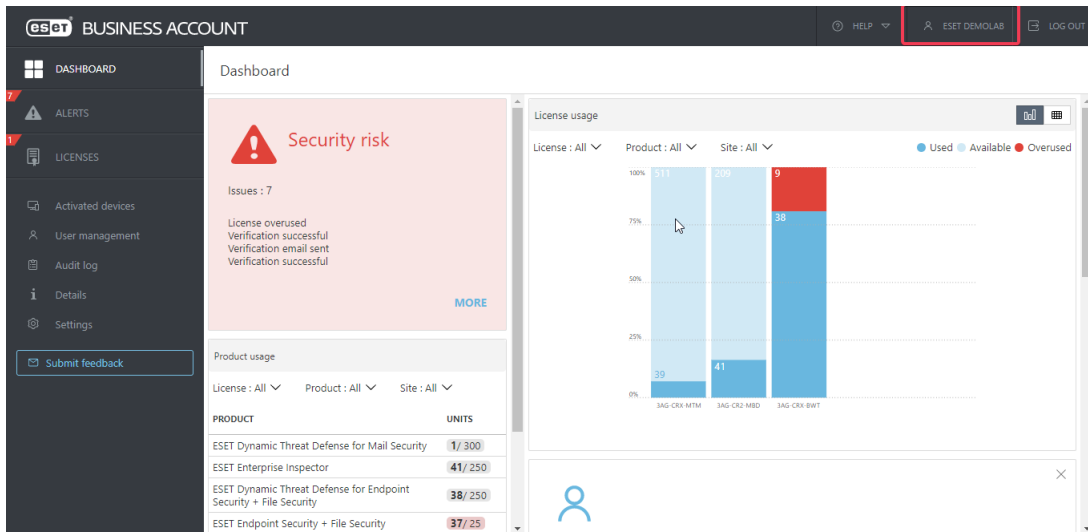 eseT BUSINESS ACCOUNT
HELP
ESET DEMOLAB
LOG OUT
DASHBOARD
7
ALERTS
1
LICENSES
Activated devices
User management
Audit log
Details
Settings
Submit feedback
Dashboard
Security risk
Issues : 7
License overused
Verification successful
Verification email sent
Verification successful
MORE
Product usage
License : All
Product : All
Site : All
PRODUCT UNITS
ESET Dynamic Threat Defense for Mail Security 1/ 300
ESET Enterprise Inspector 41/ 250
ESET Dynamic Threat Defense for Endpoint
Security + File Security 38/ 250
ESET Endpoint Security + File Security 37/ 25
License usage
License : All
Product : All
Site : All
Used Available Overused
100%
75%
50%
25%
0%
511
209
9
38
39
41
3AG-CRX-MTM
3AG-CR2-MBD
3AG-CRX-BWT